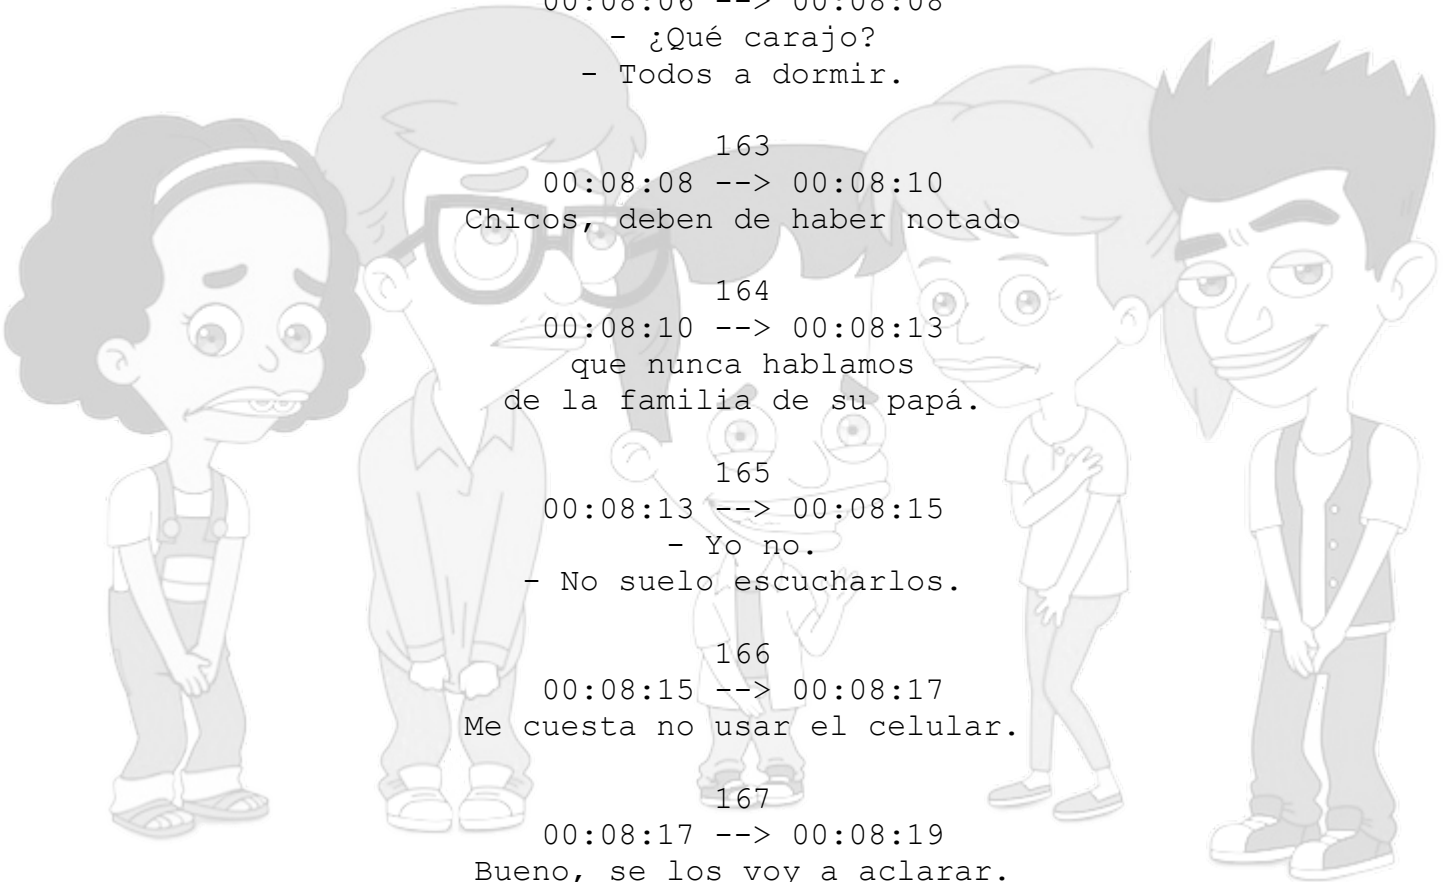 00:08:06 --> 00:08:08
- ¿Qué carajo?
- Todos a dormir.
163
00:08:08 --> 00:08:10
Chicos, deben de haber notado
164
00:08:10 --> 00:08:13
que nunca hablamos
de la familia de su papá.
165
00:08:13 --> 00:08:15
- Yo no.
- No suelo escucharlos.
166
00:08:15 --> 00:08:17
Me cuesta no usar el celular.
167
00:08:17 --> 00:08:19
Bueno, se los voy a aclarar.